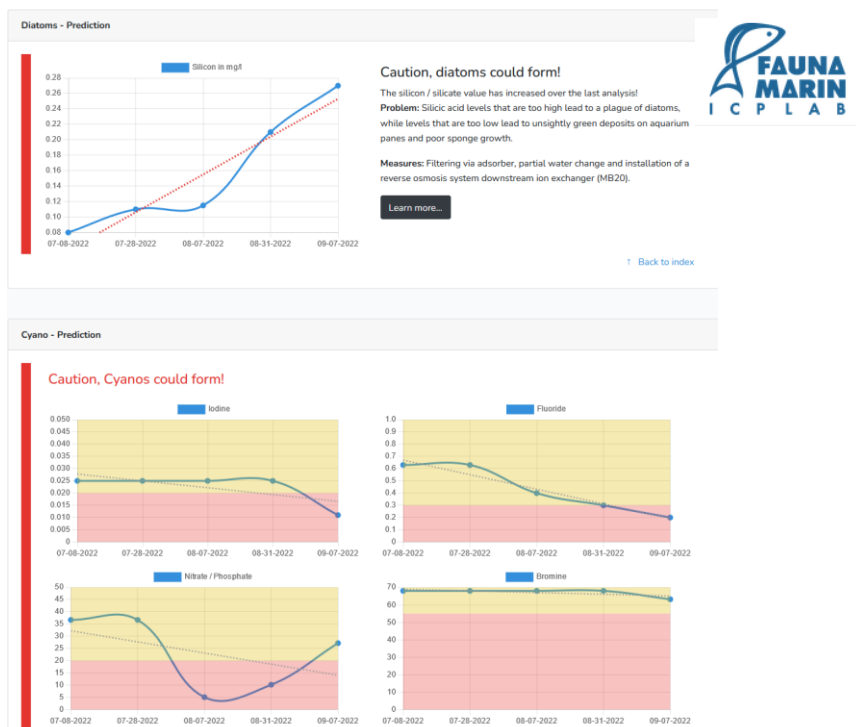 Diatoms - Prediction
FAUNA
MARIN
ICPLAB
Silicon in mg/l
0.28
0.26
0.24
0.22
0.20
0.18
0.16
0.14
0.12
0.10
0.08
07-08-2022 07-28-2022 08-07-2022 08-31-2022 09-07-2022
Caution, diatoms could form!
The silicon / silicate value has increased over the last analysis!
Problem: Silicic acid levels that are too high lead to a plague of diatoms,
while levels that are too low lead to unsightly green deposits on aquarium
panes and poor sponge growth.
Measures: Filtering via adsorber, partial water change and installation of a
reverse osmosis system downstream ion exchanger (MB20).
Learn more...
↑ Back to index
Cyano - Prediction
Caution, Cyanos could form!
Iodine
0.050
0.045
0.040
0.035
0.030
0.025
0.020
0.015
0.010
0.005
0
07-08-2022 07-28-2022 08-07-2022 08-31-2022 09-07-2022
Fluoride
1.0
0.9
0.8
0.7
0.6
0.5
0.4
0.3
0.2
0.1
0
07-08-2022 07-28-2022 08-07-2022 08-31-2022 09-07-2022
Nitrate / Phosphate
50
45
40
35
30
25
20
15
10
5
0
07-08-2022 07-28-2022 08-07-2022 08-31-2022 09-07-2022
Bromine
70
60
50
40
30
20
10
0
07-08-2022 07-28-2022 08-07-2022 08-31-2022 09-07-2022